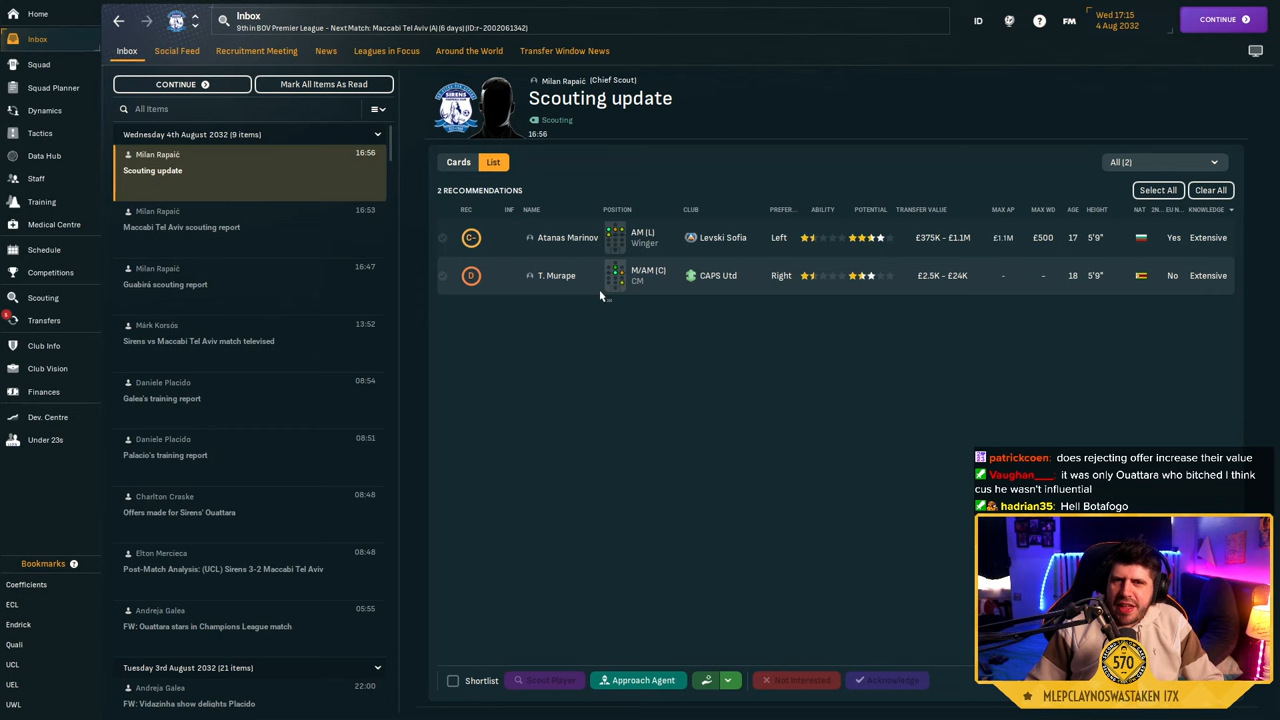 Home
Inbox
Squad
Squad Planner
Dynamics
Tactics
Data Hub
Staff
Training
Medical Centre
Schedule
Competitions
Scouting
Transfers
Club Info
Club Vision
Finances
Dev. Centre
Under 23s
Bookmarks
Coefficients
ECL
Endrick
Quali
UCL
UEL
UWL
Inbox
9th in BOV Premier League - Next Match: Maccabi Tel Aviv (A) (6 days) (ID:r-2002061342)
ID
FM
Wed 17:15
4 Aug 2032
CONTINUE
Inbox
Social Feed
Recruitment Meeting
News
Leagues in Focus
Around the World
Transfer Window News
CONTINUE
Mark All Items As Read
All Items
Wednesday 4th August 2032 (9 items)
Milan Rapaić 16:56
Scouting update
Milan Rapaić 16:53
Maccabi Tel Aviv scouting report
Milan Rapaić 16:47
Guabirá scouting report
Márk Korsós 13:52
Sirens vs Maccabi Tel Aviv match televised
Daniele Placido 08:54
Galea's training report
Daniele Placido 08:51
Palacio's training report
Charlton Craske 08:48
Offers made for Sirens' Ouattara
Elton Mercieca 08:48
Post-Match Analysis: (UCL) Sirens 3-2 Maccabi Tel Aviv
Andreja Galea 05:55
FW: Ouattara stars in Champions League match
Tuesday 3rd August 2032 (21 items)
Andreja Galea 22:00
FW: Vidazinha show delights Placido
Milan Rapaić (Chief Scout)
Scouting update
Scouting
16:56
Cards List All (2)
2 RECOMMENDATIONS Select All Clear All
REC INF NAME POSITION CLUB PREFER... ABILITY POTENTIAL TRANSFER VALUE MAX AP MAX WD AGE HEIGHT NAT 2N... EU N... KNOWLEDGE
C- Atanas Marinov AM (L) Winger Levski Sofia Left £375K - £1.1M £1.1M £500 17 5'9" Yes Extensive
D T. Murape M/AM (C) CM CAPS Utd Right £2.5K - £24K - - 18 5'9" No Extensive
patrickcoen: does rejecting offer increase their value
Vaughan___: it was only Ouattara who bitched I think
cus he wasn't influential
hadrian35: Hell Botafogo
Shortlist Scout Player Approach Agent Not Interested Acknowledge
570
MLEPCLAYNOSWASTAKEN 17X